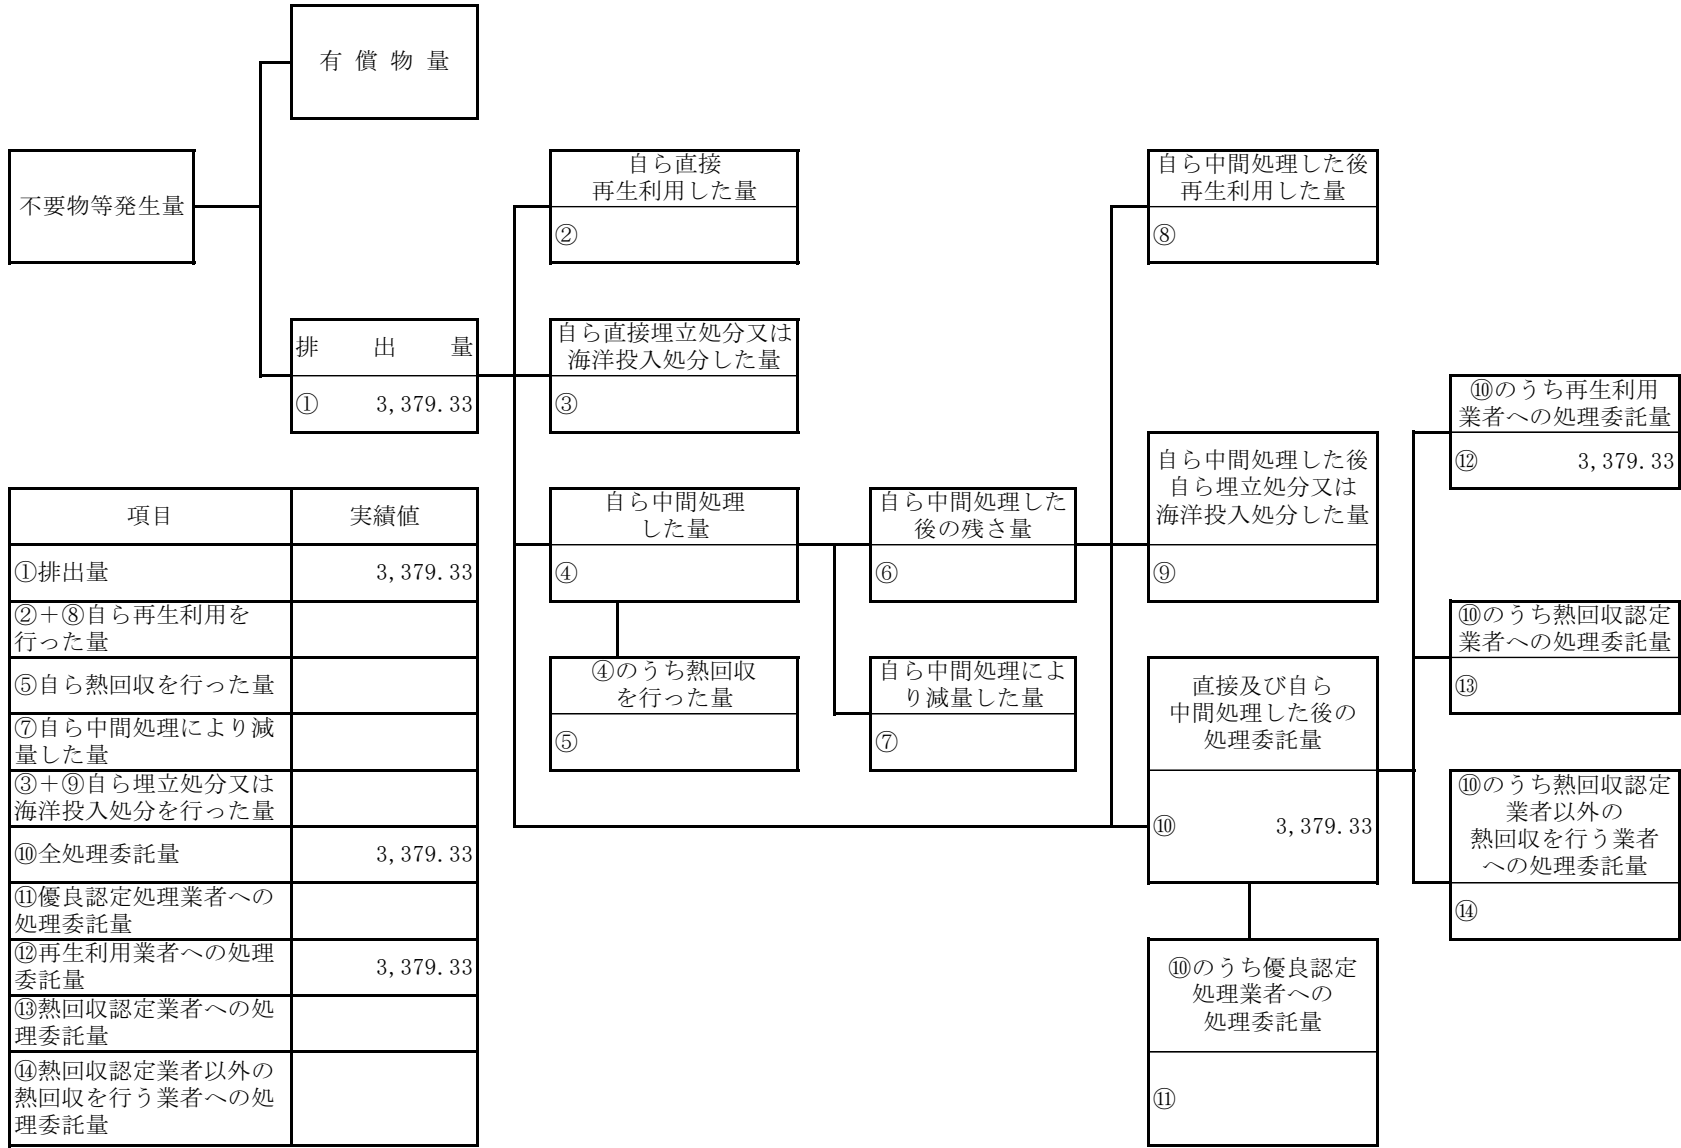 有 償 物 量
不要物等発生量
排 出 量
① 3,379.33
自ら直接
再生利用した量
②
自ら直接埋立処分又は
海洋投入処分した量
③
自ら中間処理
した量
④
④のうち熱回収
を行った量
⑤
自ら中間処理した
後の残さ量
⑥
自ら中間処理によ
り減量した量
⑦
自ら中間処理した後
再生利用した量
⑧
自ら中間処理した後
自ら埋立処分又は
海洋投入処分した量
⑨
直接及び自ら
中間処理した後の
処理委託量
⑩ 3,379.33
⑩のうち優良認定
処理業者への
処理委託量
⑪
⑩のうち再生利用
業者への処理委託量
⑫ 3,379.33
⑩のうち熱回収認定
業者への処理委託量
⑬
⑩のうち熱回収認定
業者以外の
熱回収を行う業者
への処理委託量
⑭
項目 実績値
①排出量 3,379.33
②＋⑧自ら再生利用を
行った量
⑤自ら熱回収を行った量
⑦自ら中間処理により減
量した量
③＋⑨自ら埋立処分又は
海洋投入処分を行った量
⑩全処理委託量 3,379.33
⑪優良認定処理業者への
処理委託量
⑫再生利用業者への処理
委託量 3,379.33
⑬熱回収認定業者への処
理委託量
⑭熱回収認定業者以外の
熱回収を行う業者への処
理委託量